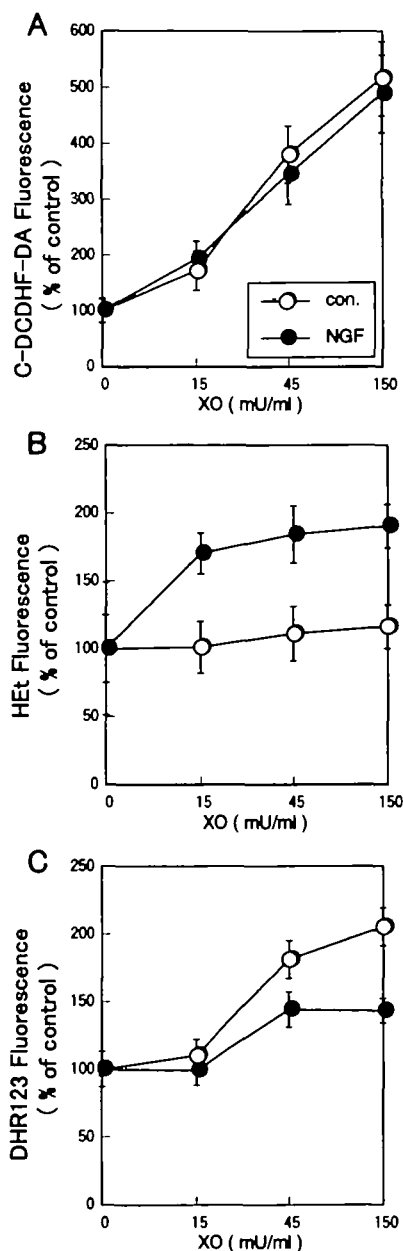 A
600
500
400
300
200
100
0
C-DCDHF-DA Fluorescence
( % of control )
con.
NGF
0 15 45 150
XO ( mU/ml )
B
250
200
150
100
50
0
HEt Fluorescence
( % of control )
0 15 45 150
XO ( mU/ml )
C
250
200
150
100
50
0
DHR123 Fluorescence
( % of control )
0 15 45 150
XO ( mU/ml )